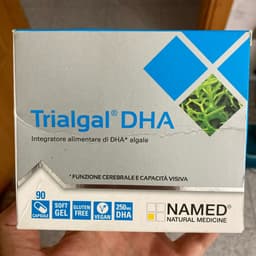 Trialgal® DHA
Integratore alimentare di DHA* algale
*FUNZIONE CEREBRALE E CAPACITÀ VISIVA
90
CAPSULE
SOFT
GEL
GLUTEN
FREE
VEGAN
250mg
DHA
NAMED®
NATURAL MEDICINE